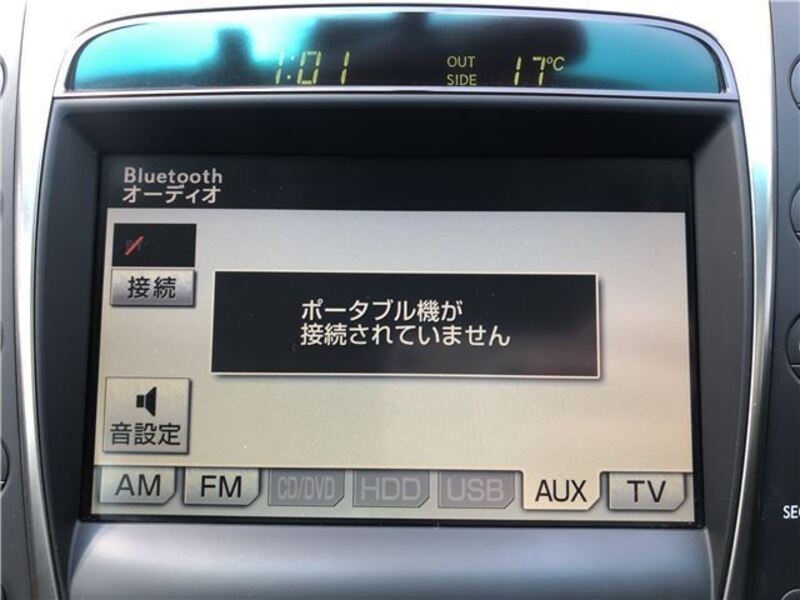 1:01
OUT
SIDE
17°C
Bluetooth
オーディオ
接続
ポータブル機が
接続されていません
音設定
AM FM CD/DVD HDD USB AUX TV